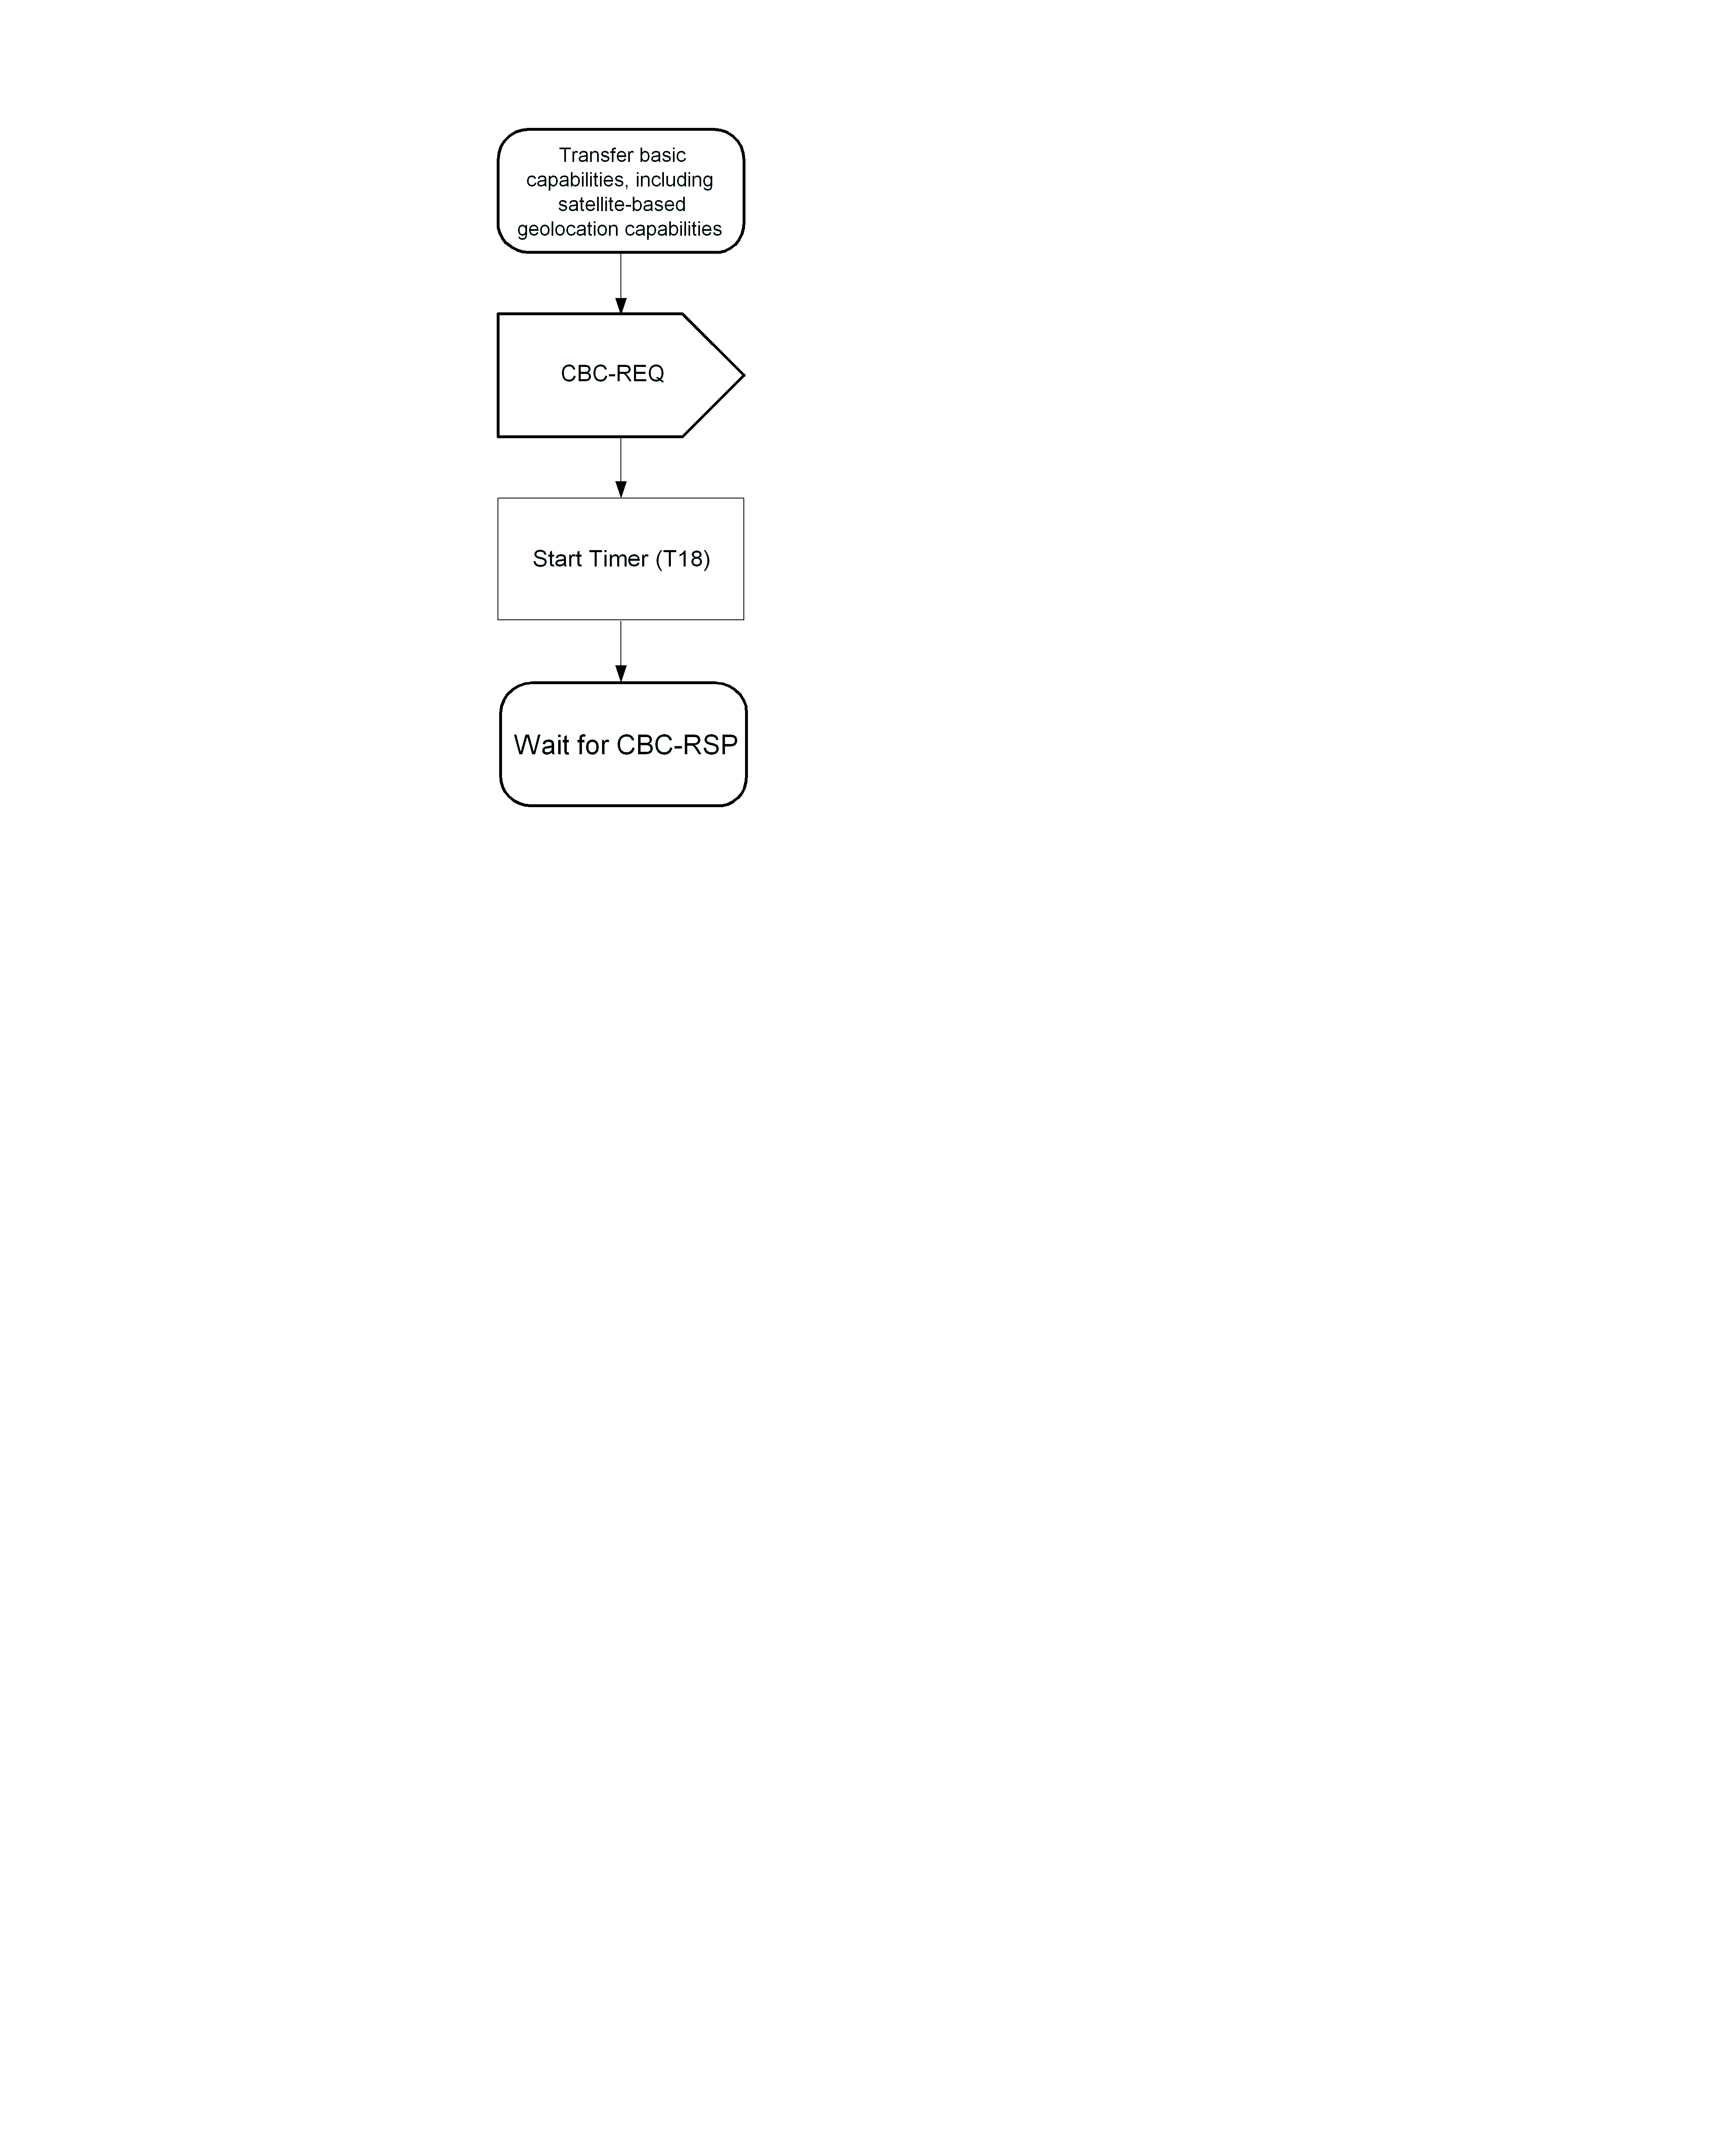 Transfer basic
capabilities, including
satellite-based
geolocation capabilities
CBC-REQ
Start Timer (T18)
Wait for CBC-RSP